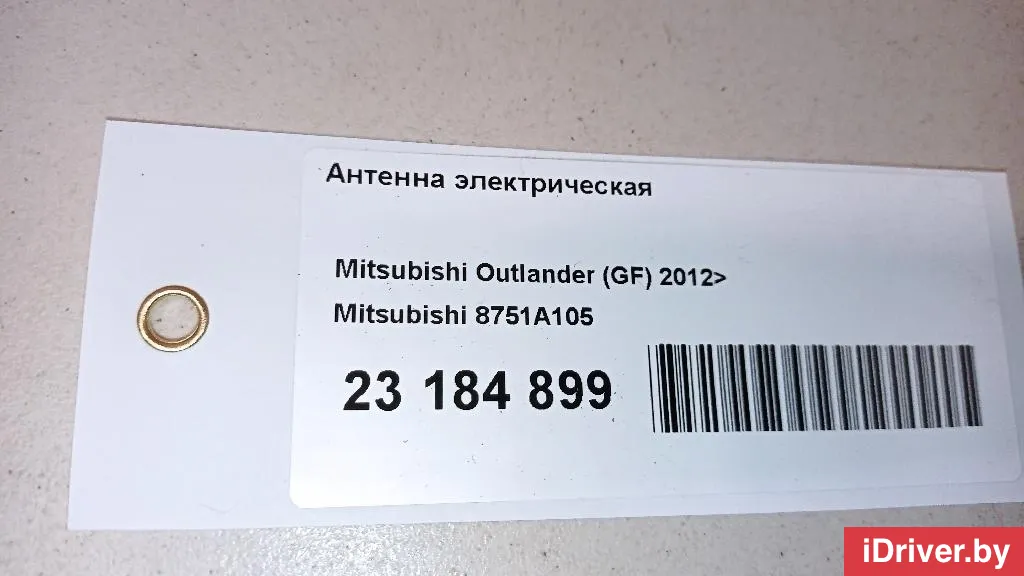 Антенна электрическая
Mitsubishi Outlander (GF) 2012>
Mitsubishi 8751A105
23 184 899
iDriver.by